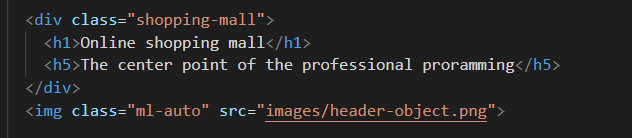 <div class="shopping-mall">
<h1>Online shopping mall</h1>
<h5>The center point of the professional proramming</h5>
</div>
<img class="ml-auto" src="images/header-object.png">